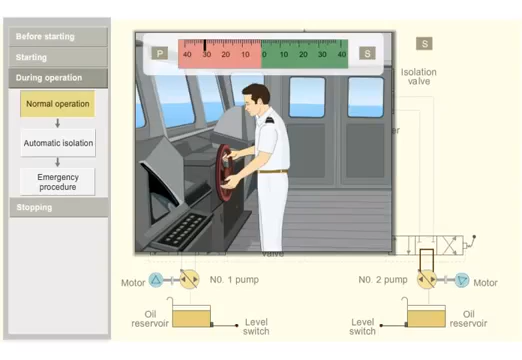 Before starting
Starting
During operation
Normal operation
Automatic isolation
Emergency
procedure
Stopping
P
40 30 20 10 0 10 20 30 40
S
S
Isolation
valve
valve
Motor
N0. 1 pump
N0. 2 pump
Motor
Oil
reservoir
Level
switch
Level
switch
Oil
reservoir